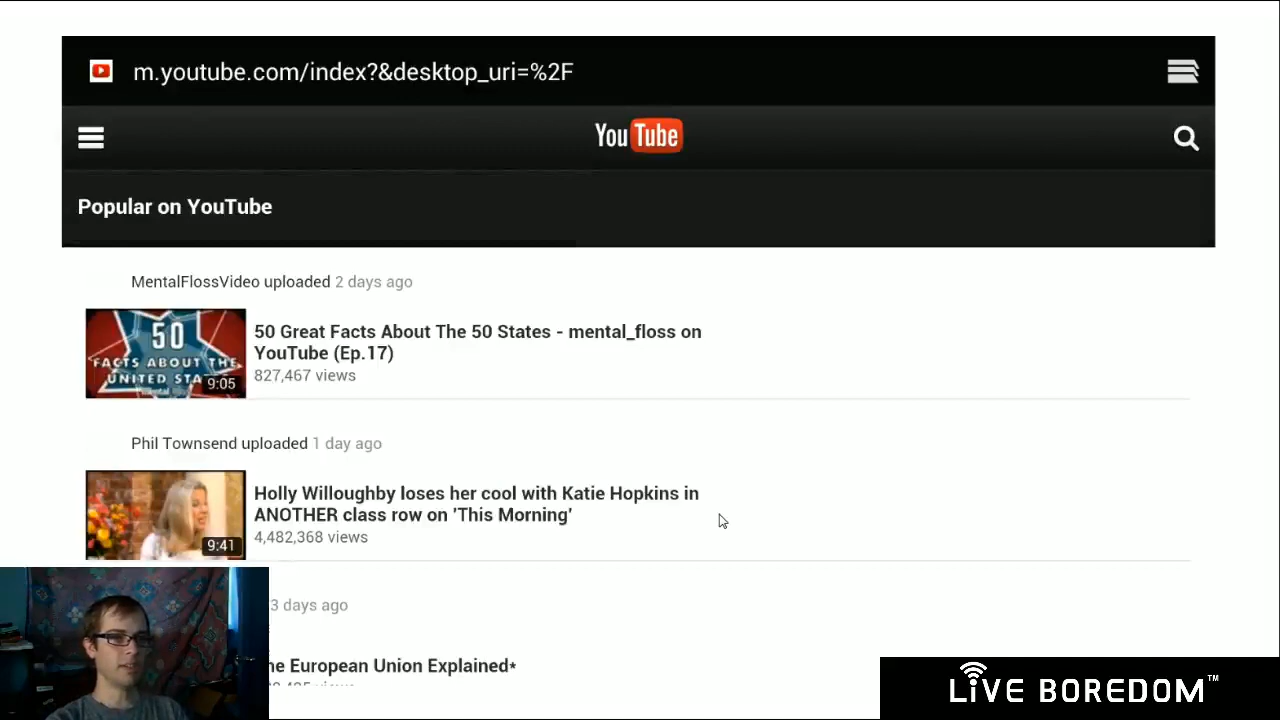 m.youtube.com/index?&desktop_uri=%2F
YouTube
Popular on YouTube
MentalFlossVideo uploaded 2 days ago
50
FACTS ABOUT THE
UNITED STA
9:05
50 Great Facts About The 50 States - mental_floss on
YouTube (Ep.17)
827,467 views
Phil Townsend uploaded 1 day ago
9:41
Holly Willoughby loses her cool with Katie Hopkins in
ANOTHER class row on 'This Morning'
4,482,368 views
3 days ago
he European Union Explained*
LiVE BOREDOM™